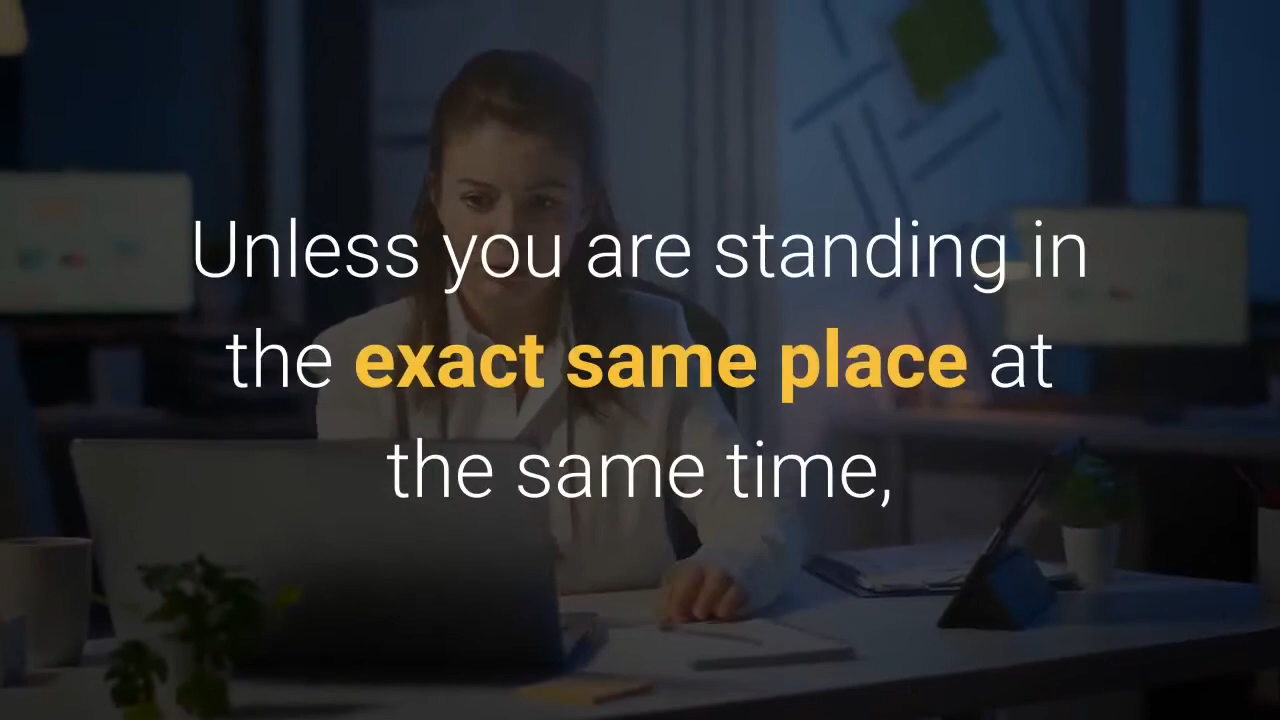 Unless you are standing in
the exact same place at
the same time,